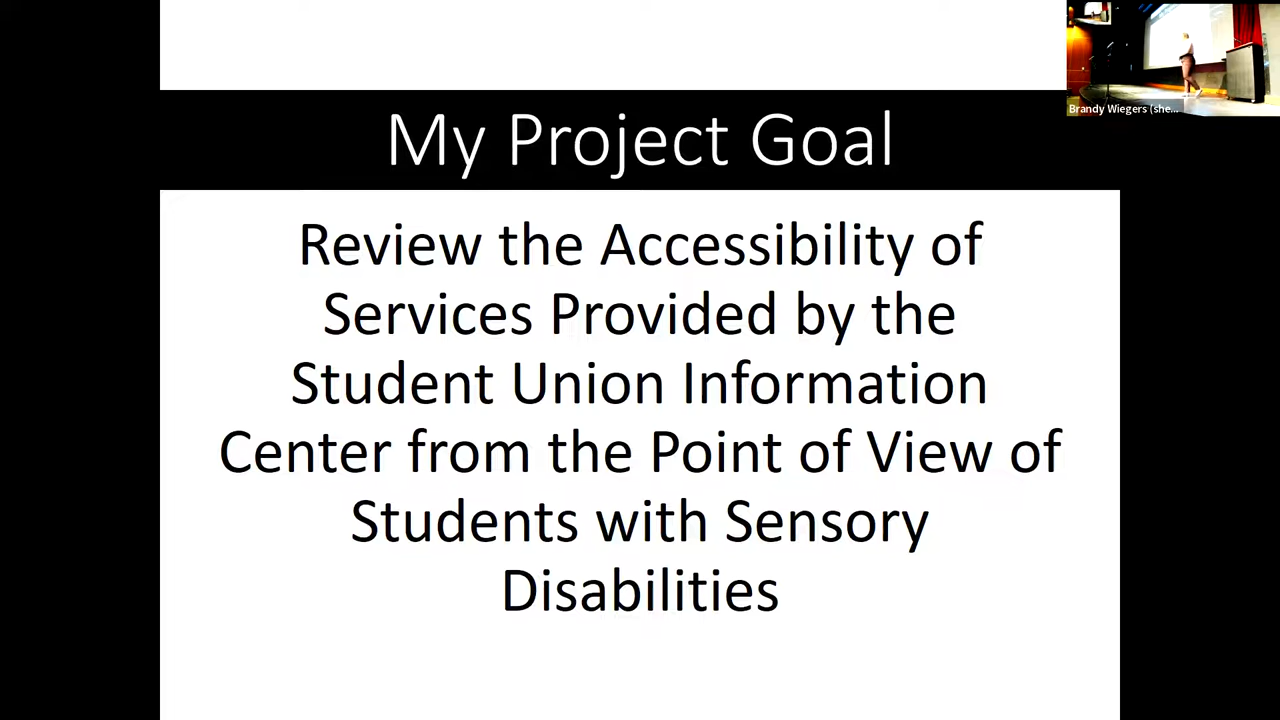 My Project Goal
Brandy Wiegers (she...
Review the Accessibility of
Services Provided by the
Student Union Information
Center from the Point of View of
Students with Sensory
Disabilities